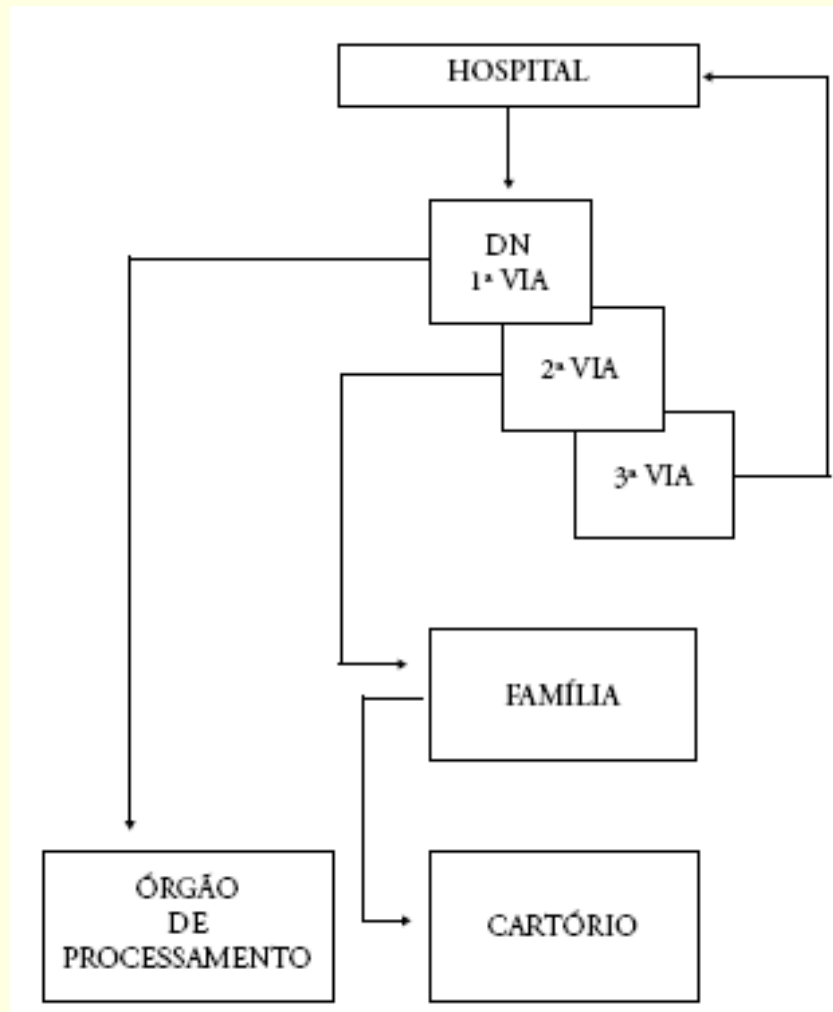 HOSPITAL
DN
1ª VIA
2ª VIA
3ª VIA
FAMÍLIA
ÓRGÃO
DE
PROCESSAMENTO
CARTÓRIO